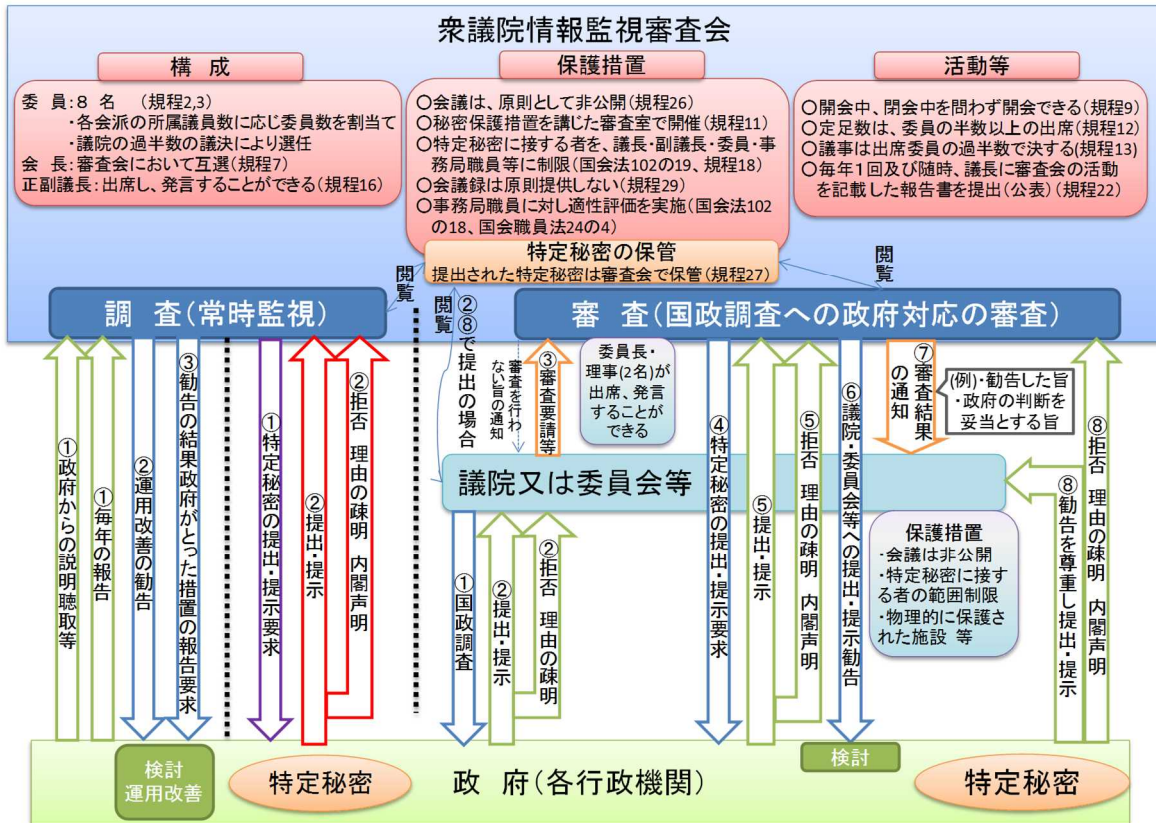 衆議院情報監視審査会
構 成
委 員:8 名 (規程2,3)
・各会派の所属議員数に応じ委員数を割当て
・議院の過半数の議決により選任
会 長:審査会において互選(規程7)
正副議長:出席し、発言することができる(規程16)
保護措置
○会議は、原則として非公開(規程26)
○秘密保護措置を講じた審査室で開催(規程11)
○特定秘密に接する者を、議長・副議長・委員・事
務局職員等に制限(国会法102の19、規程18)
○会議録は原則提供しない(規程29)
○事務局職員に対し適性評価を実施(国会法102
の18、国会職員法24の4)
活動等
○開会中、閉会中を問わず開会できる(規程9)
○定足数は、委員の半数以上の出席(規程12)
○議事は出席委員の過半数で決する(規程13)
○毎年1回及び随時、議長に審査会の活動
を記載した報告書を提出(公表)(規程22)
特定秘密の保管
提出された特定秘密は審査会で保管(規程27)
閲覧
閲覧
②⑧で提出の場合
閲覧
調 査(常時監視)
審 査(国政調査への政府対応の審査)
①政府からの説明聴取等
①毎年の報告
②運用改善の勧告
③勧告の結果政府がとった措置の報告要求
①特定秘密の提出・提示要求
②提出・提示
②拒否 理由の疎明 内閣声明
審査を行わ
ない旨の通知
③審査要請等
委員長・
理事(2名)が
出席、発言
することが
できる
④特定秘密の提出・提示要求
⑤提出・提示
⑤拒否 理由の疎明 内閣声明
⑥議院・委員会等への提出・提示勧告
⑦審査結果
の通知
(例)・勧告した旨
・政府の判断を
妥当とする旨
⑧拒否 理由の疎明 内閣声明
⑧勧告を尊重し提出・提示
議院又は委員会等
①国政調査
②提出・提示
②拒否 理由の疎明
保護措置
・会議は非公開
・特定秘密に接す
る者の範囲制限
・物理的に保護さ
れた施設 等
検討
運用改善
特定秘密
政 府(各行政機関)
検討
特定秘密